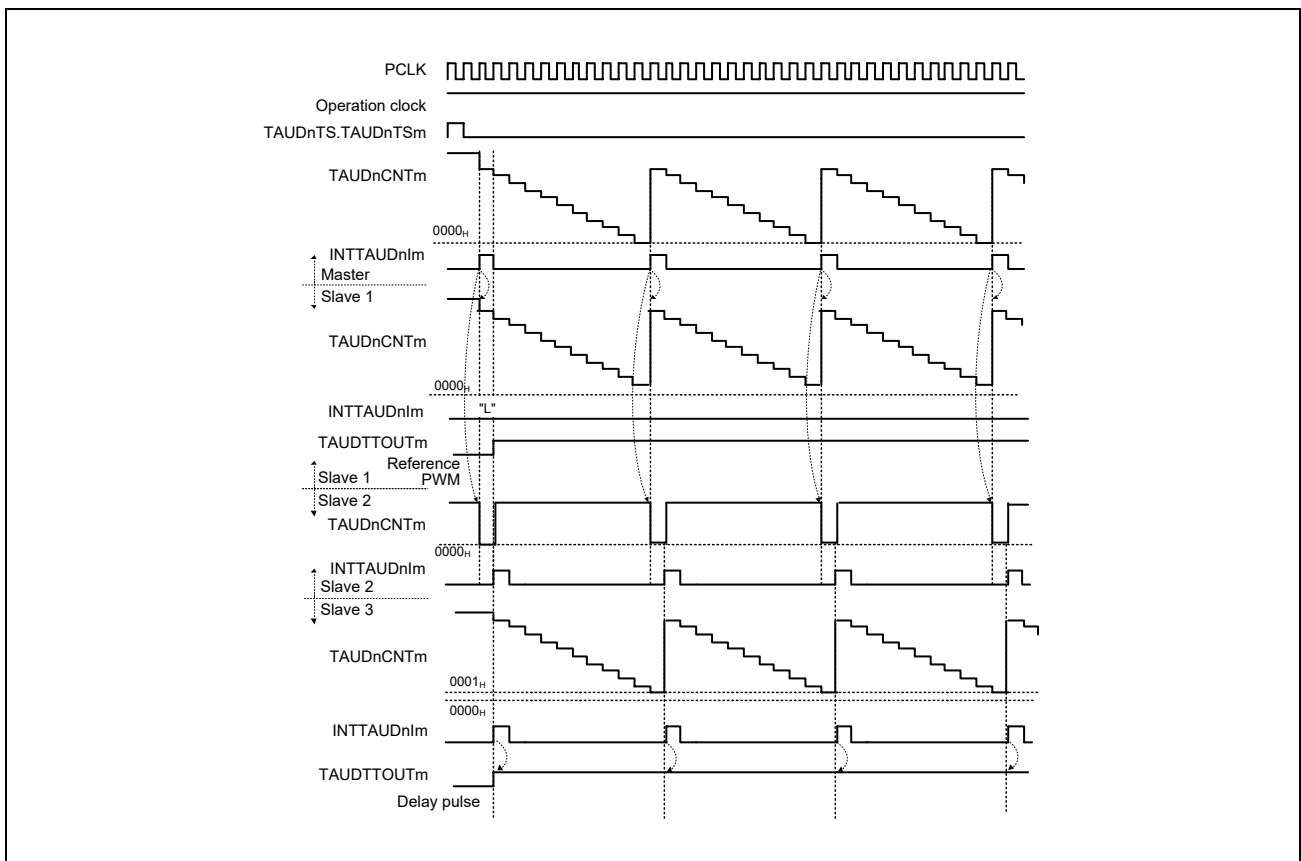 PCLK
Operation clock
TAUDnTS.TAUDnTSm
TAUDnCNTm
0000H
INTTAUDnIm
Master
Slave 1
TAUDnCNTm
0000H
INTTAUDnIm
"L"
TAUDTTOUTm
Reference
PWM
Slave 1
Slave 2
TAUDnCNTm
0000H
INTTAUDnIm
Slave 2
Slave 3
TAUDnCNTm
0001H
0000H
INTTAUDnIm
TAUDTTOUTm
Delay pulse